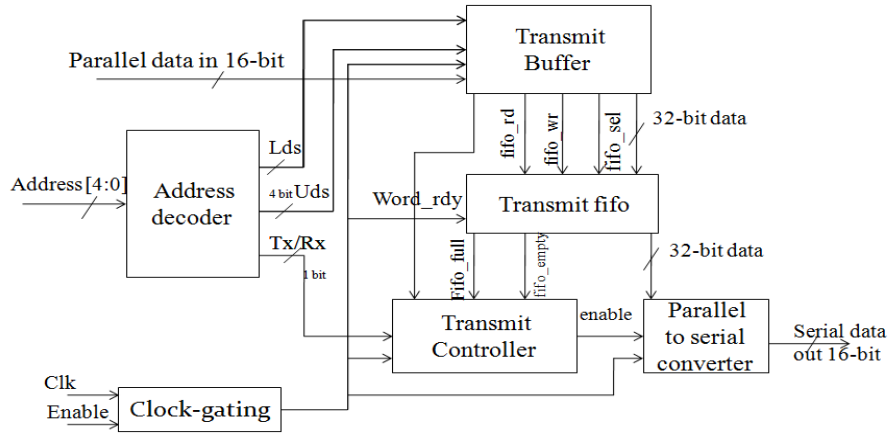 Transmit
Buffer
Parallel data in 16-bit
fifo_rd
fifo_wr
fifo_sel
32-bit data
Lds
Address[4:0]
Address
decoder
4 bit Uds
Word_rdy
Transmit fifo
Tx/Rx
1 bit
Fifo_full
fifo_empty
32-bit data
enable
Transmit
Controller
Parallel
to serial
converter
Serial data
out 16-bit
Clk
Enable
Clock-gating